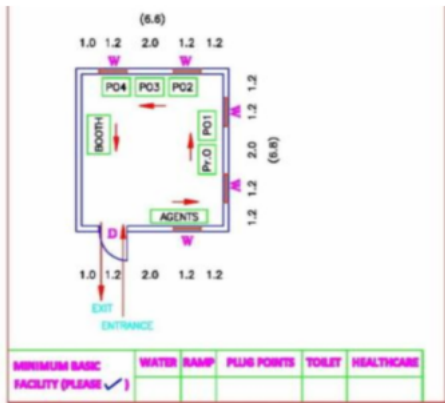 (6.6)
1.0 1.2 2.0 1.2 1.2
W W
PO4 PO3 PO2
BOOTH
PO1
Pr.O
W
W
1.2
1.2
2.0
1.2
1.2
(6.8)
AGENTS
D
W
1.0 1.2 2.0 1.2 1.2
EXIT
ENTRANCE
MINIMUM BASIC FACILITY (PLEASE ✓ )
WATER RAMP PLUG POINTS TOILET HEALTHCARE